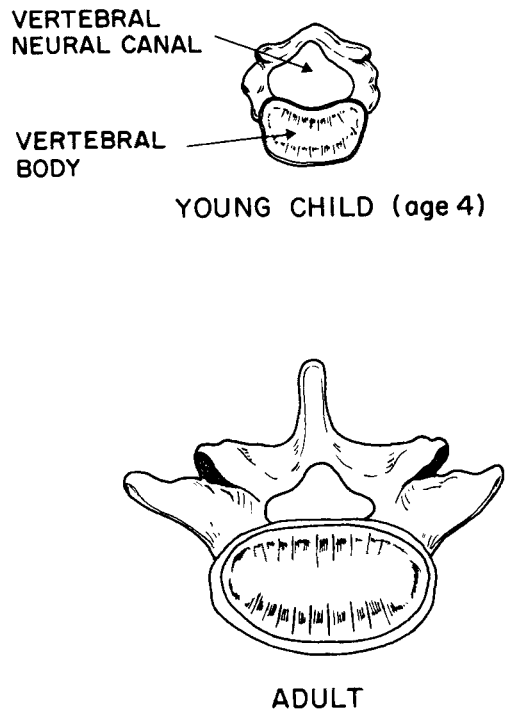 VERTEBRAL
NEURAL CANAL
VERTEBRAL
BODY
YOUNG CHILD (age 4)
ADULT